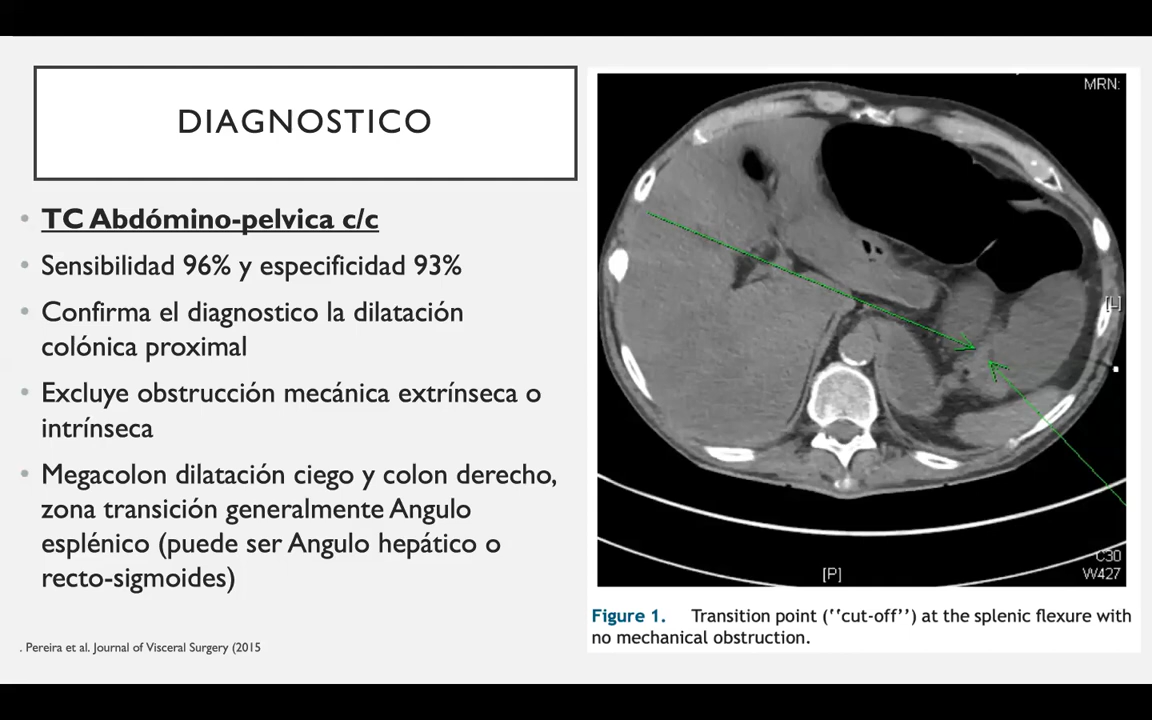 DIAGNOSTICO
• TC Abdómino-pelvica c/c
• Sensibilidad 96% y especificidad 93%
• Confirma el diagnostico la dilatación
colónica proximal
• Excluye obstrucción mecánica extrínseca o
intrínseca
• Megacolon dilatación ciego y colon derecho,
zona transición generalmente Angulo
esplénico (puede ser Angulo hepático o
recto-sigmoides)
. Pereira et al. Journal of Visceral Surgery (2015
MRN:
[L]
C30
W427
[P]
Figure 1. Transition point (‘‘cut-off’’) at the splenic flexure with
no mechanical obstruction.